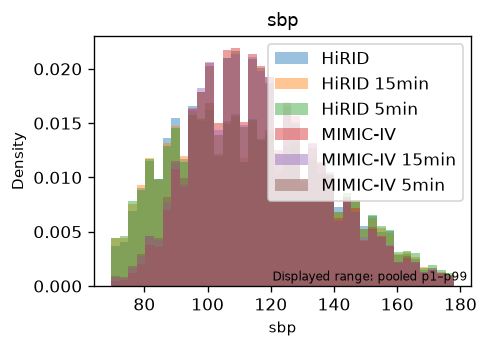 sbp
Density
0.020
0.015
0.010
0.005
0.000
HiRID
HiRID 15min
HiRID 5min
MIMIC-IV
MIMIC-IV 15min
MIMIC-IV 5min
Displayed range: pooled p1–p99
80 100 120 140 160 180
sbp